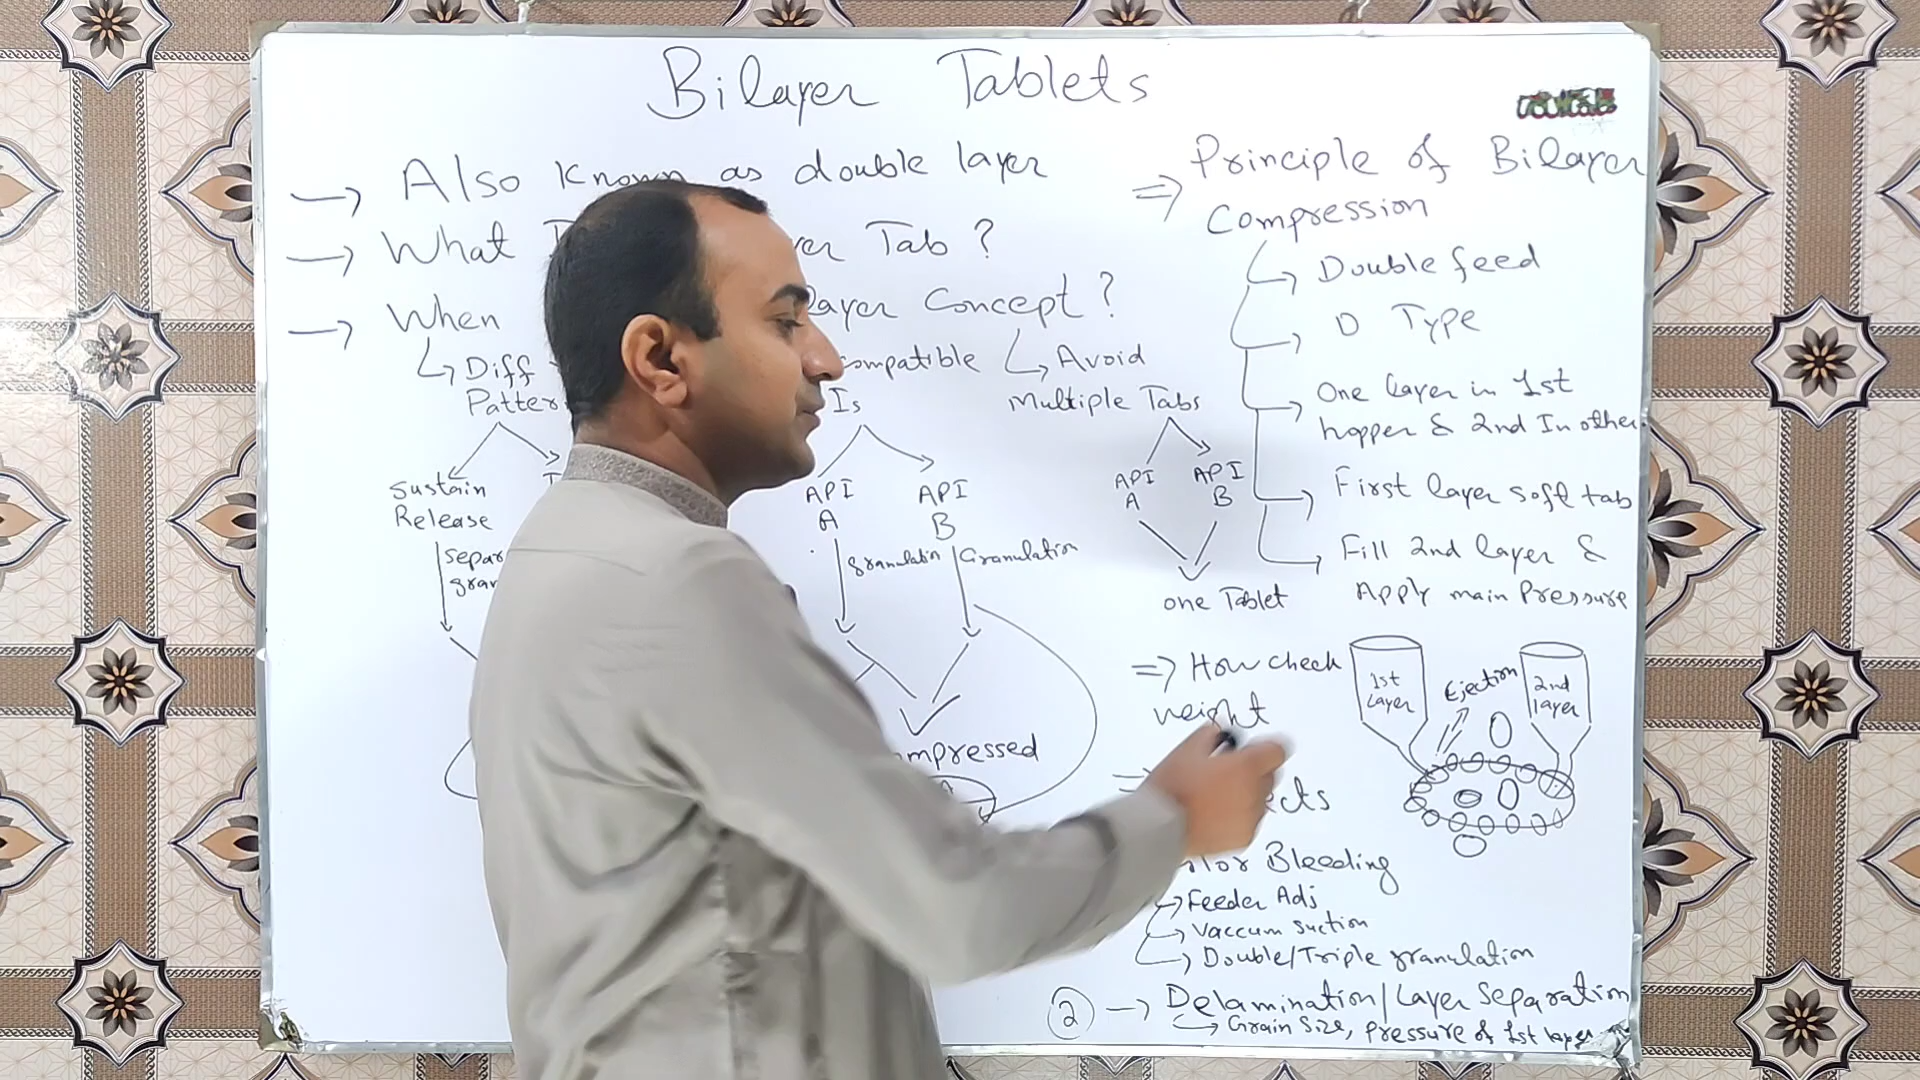 Bilayer Tablets
→ Also known as double layer
→ What er Tab ?
→ When layer Concept ?
Diff
Patter
compatible
Is
Avoid
Multiple Tabs
Sustain
Release
Separ
gran
API
A
API
B
granulatin
Granulation
mpressed
API
A
API
B
one Tablet
⇒ Principle of Bilayer
Compression
Double feed
D Type
One layer in 1st
hopper & 2nd In other.
First layer soft tab
Fill 2nd layer &
Apply main Pressure
⇒ How check
weight
1st
Layer
Ejection
2nd
layer
ects
lor Bleeding
Feeder Adj
Vaccum suction
Double/Triple granulation
② → Delamination/Layer Separation
Grain Size, pressure of 1st layer